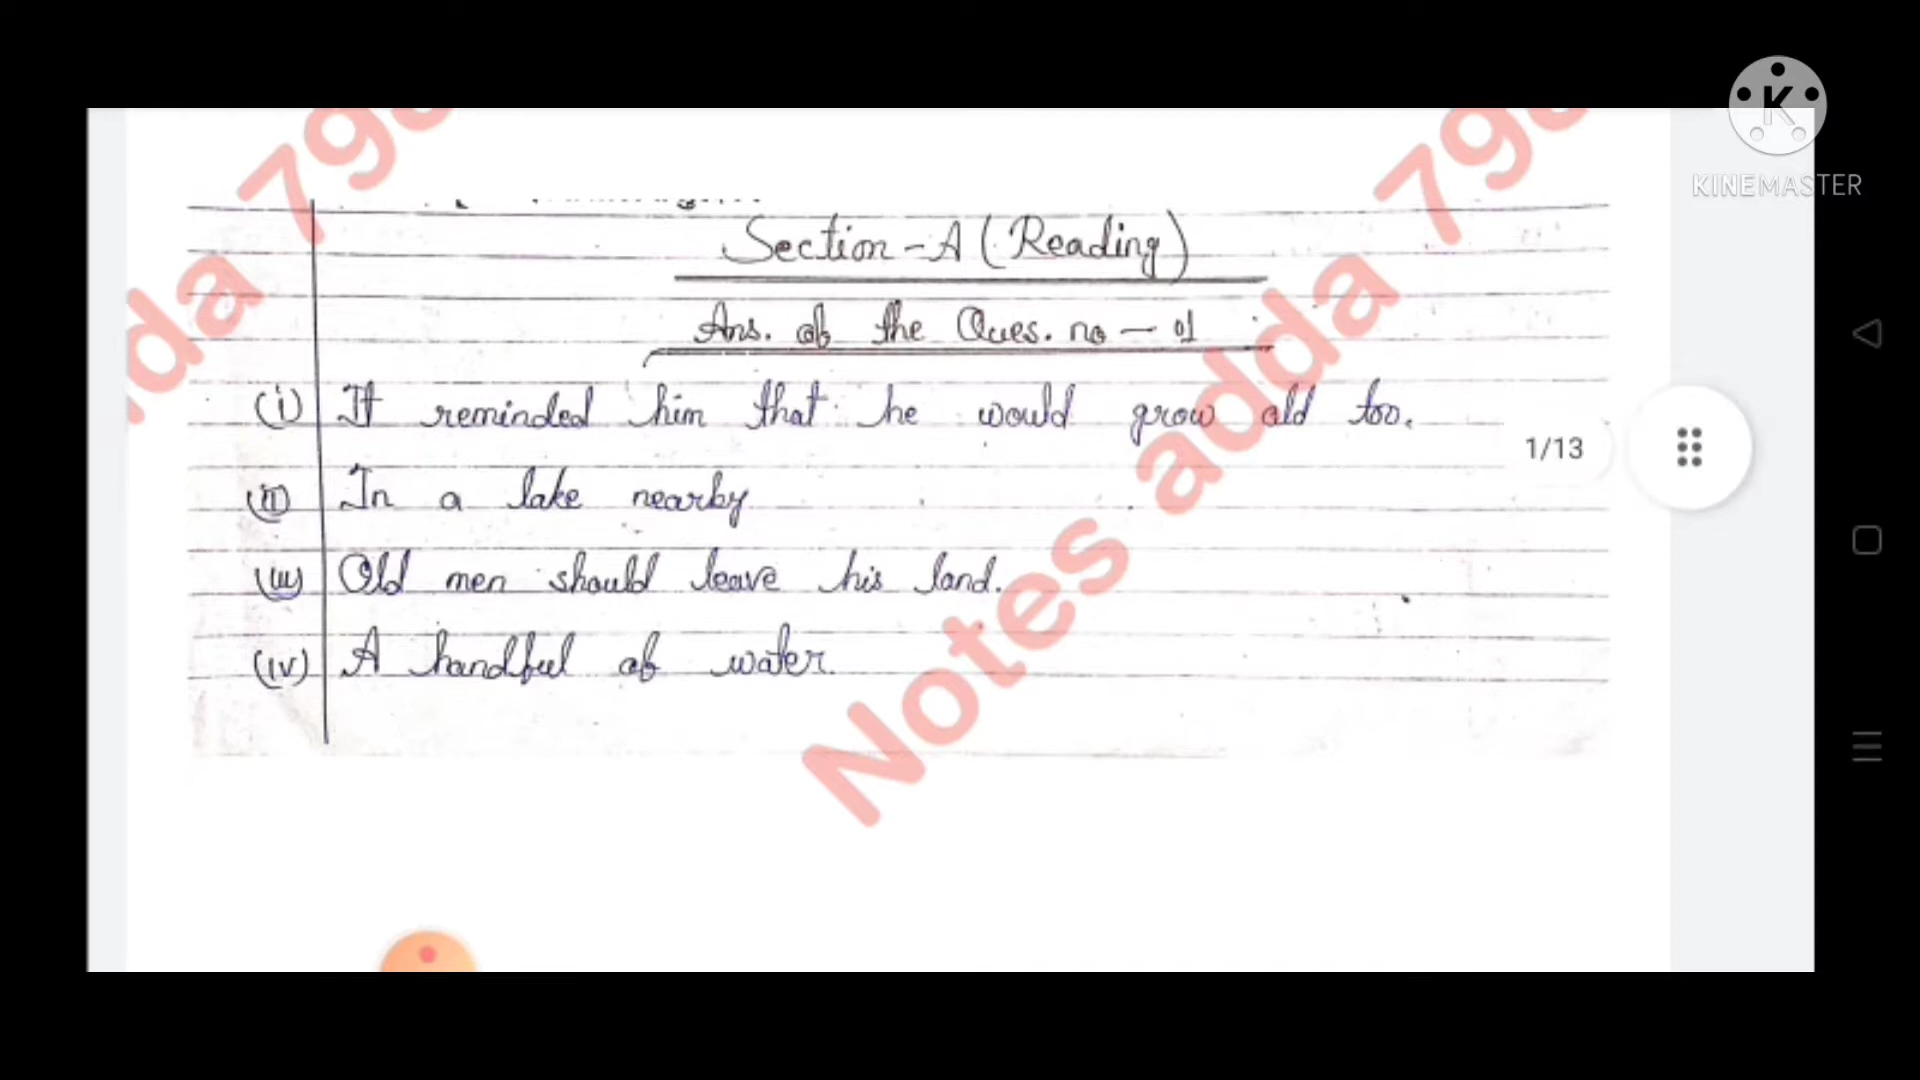 KINEMASTER
Section - A (Reading)
Ans. of the Ques. no - 01
(i) It reminded him that he would grow old too.
1/13
(ii) In a lake nearby
(iii) Old men should leave his land.
(iv) A handful of water.
Notes adda 79